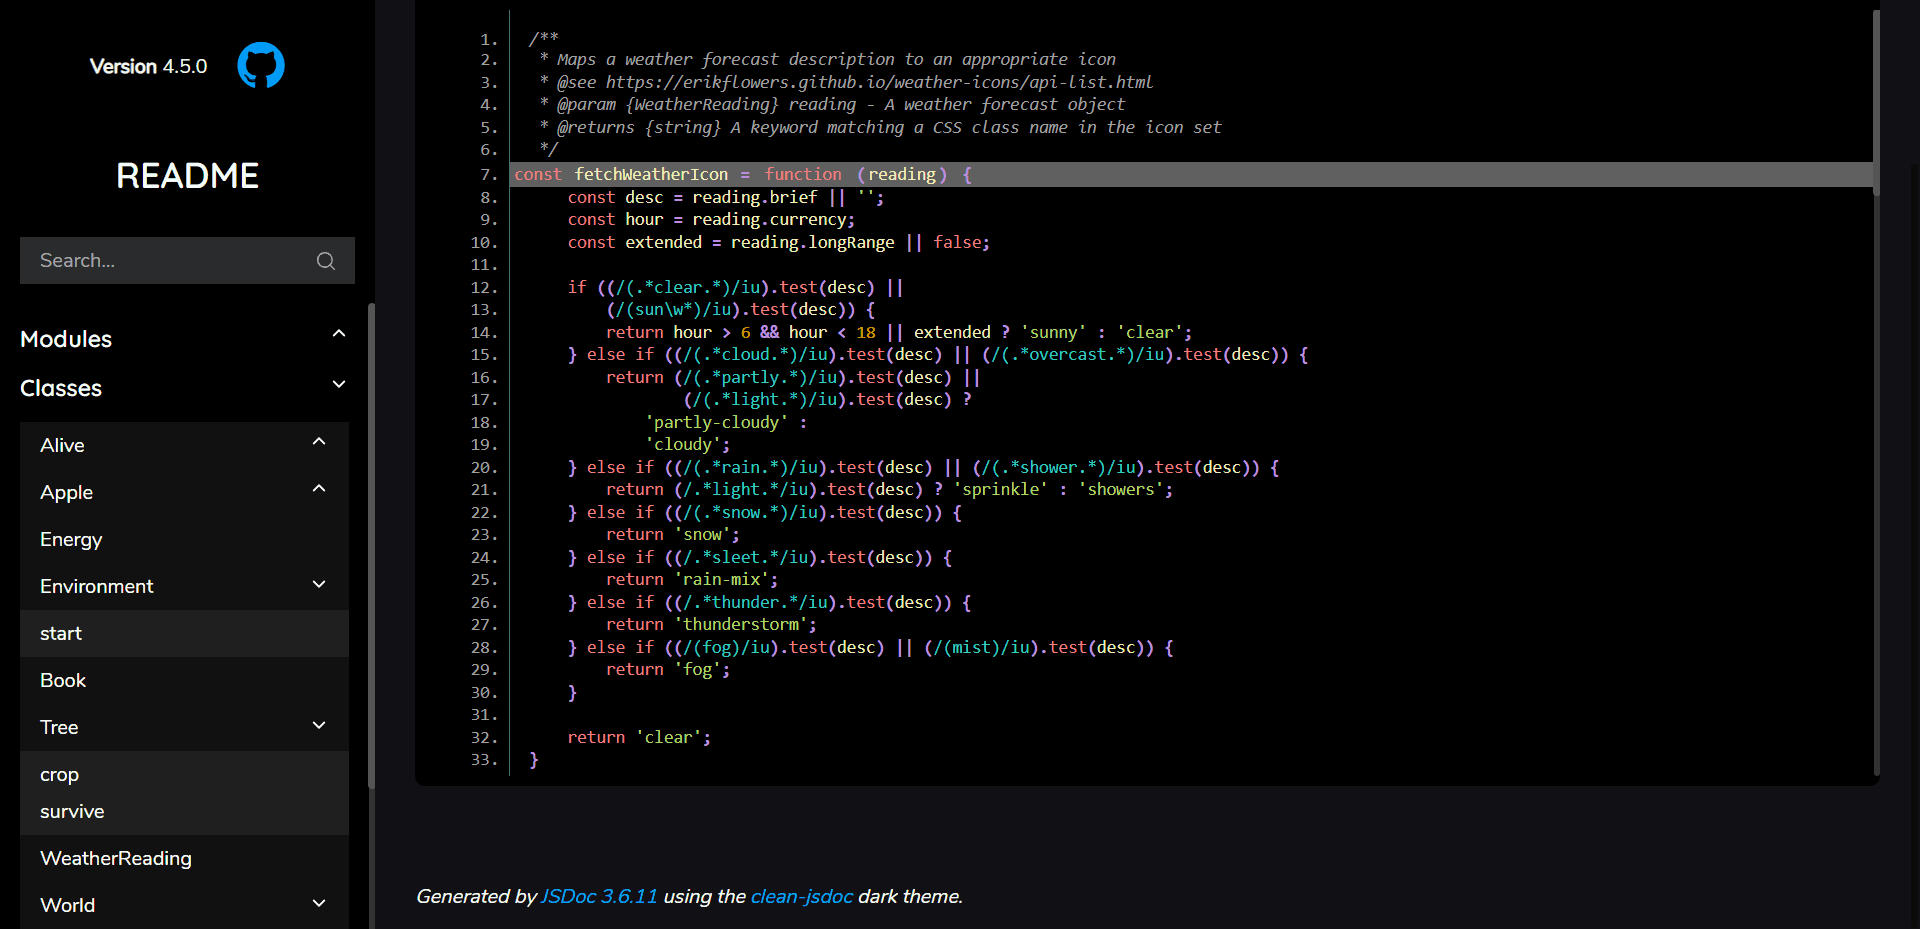 Version 4.5.0
README
Search...
Modules
Classes
Alive
Apple
Energy
Environment
start
Book
Tree
crop
survive
WeatherReading
World
1. /**
2. * Maps a weather forecast description to an appropriate icon
3. * @see https://erikflowers.github.io/weather-icons/api-list.html
4. * @param {WeatherReading} reading - A weather forecast object
5. * @returns {string} A keyword matching a CSS class name in the icon set
6. */
7. const fetchWeatherIcon = function (reading) {
8. const desc = reading.brief || '';
9. const hour = reading.currency;
10. const extended = reading.longRange || false;
11.
12. if ((/(.*clear.*)/iu).test(desc) ||
13. (/(sun\w*)/iu).test(desc)) {
14. return hour > 6 && hour < 18 || extended ? 'sunny' : 'clear';
15. } else if ((/(.*cloud.*)/iu).test(desc) || (/(.*overcast.*)/iu).test(desc)) {
16. return (/(.*partly.*)/iu).test(desc) ||
17. (/(.*light.*)/iu).test(desc) ?
18. 'partly-cloudy' :
19. 'cloudy';
20. } else if ((/(.*rain.*)/iu).test(desc) || (/(.*shower.*)/iu).test(desc)) {
21. return (/.*light.*/iu).test(desc) ? 'sprinkle' : 'showers';
22. } else if ((/(.*snow.*)/iu).test(desc)) {
23. return 'snow';
24. } else if ((/.*sleet.*/iu).test(desc)) {
25. return 'rain-mix';
26. } else if ((/.*thunder.*/iu).test(desc)) {
27. return 'thunderstorm';
28. } else if ((/(fog)/iu).test(desc) || (/(mist)/iu).test(desc)) {
29. return 'fog';
30. }
31.
32. return 'clear';
33. }
Generated by JSDoc 3.6.11 using the clean-jsdoc dark theme.